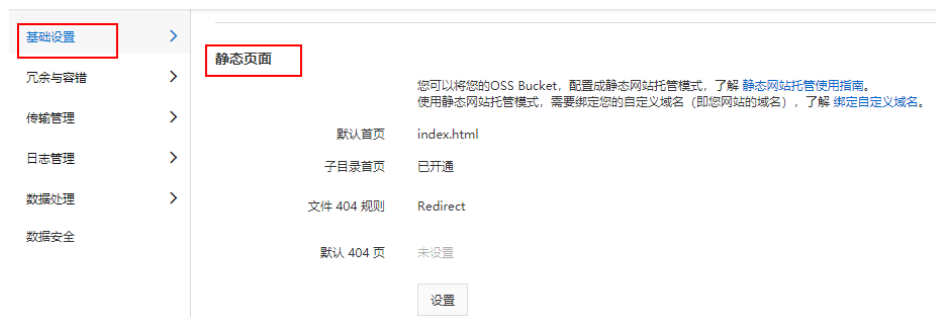 基础设置
冗余与容错
传输管理
日志管理
数据处理
数据安全
静态页面
您可以将您的OSS Bucket，配置成静态网站托管模式，了解 静态网站托管使用指南。
使用静态网站托管模式，需要绑定您的自定义域名（即您网站的域名），了解 绑定自定义域名。
默认首页 index.html
子目录首页 已开通
文件 404 规则 Redirect
默认 404 页 未设置
设置